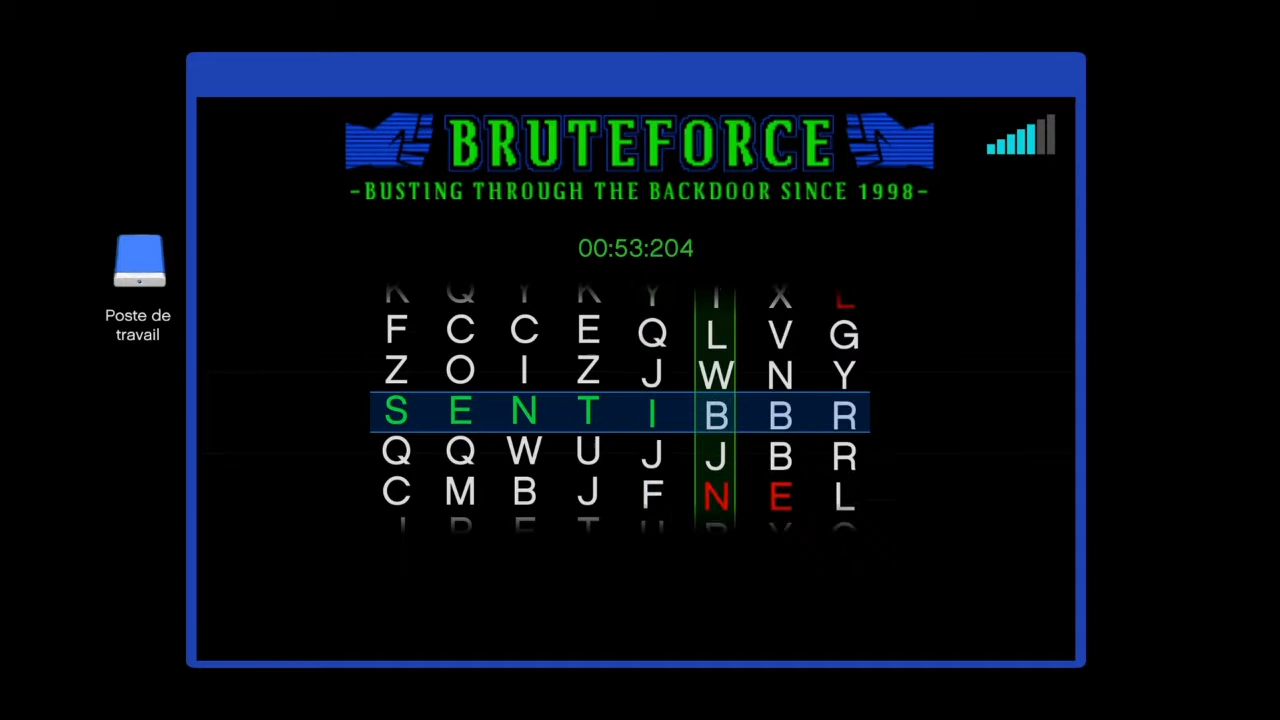 BRUTEFORCE
-BUSTING THROUGH THE BACKDOOR SINCE 1998-
00:53:204
K Q Y K Y I X L
F C C E Q L V G
Z O I Z J W N Y
S E N T I B B R
Q Q W U J J B R
C M B J F N E L
Poste de
travail